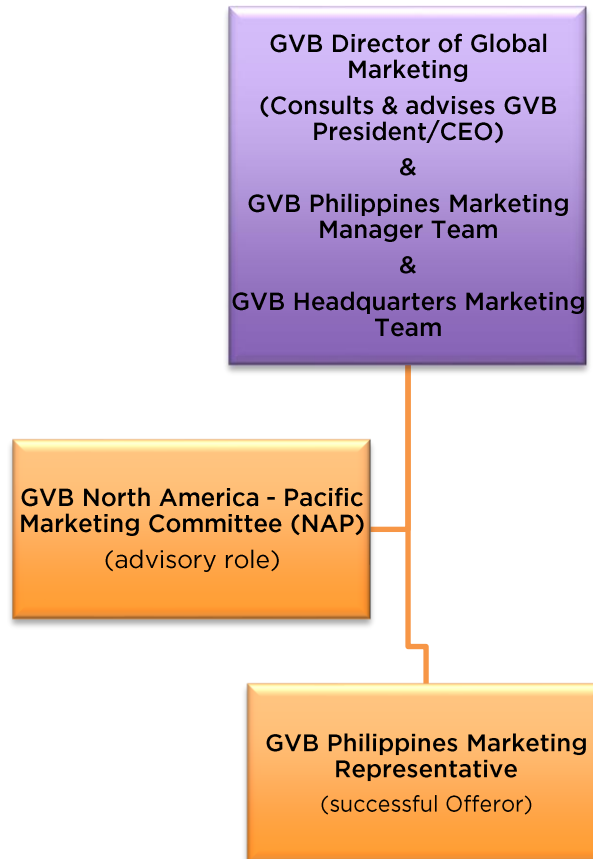 GVB Director of Global
Marketing
(Consults & advises GVB
President/CEO)
&
GVB Philippines Marketing
Manager Team
&
GVB Headquarters Marketing
Team
GVB North America - Pacific
Marketing Committee (NAP)
(advisory role)
GVB Philippines Marketing
Representative
(successful Offeror)